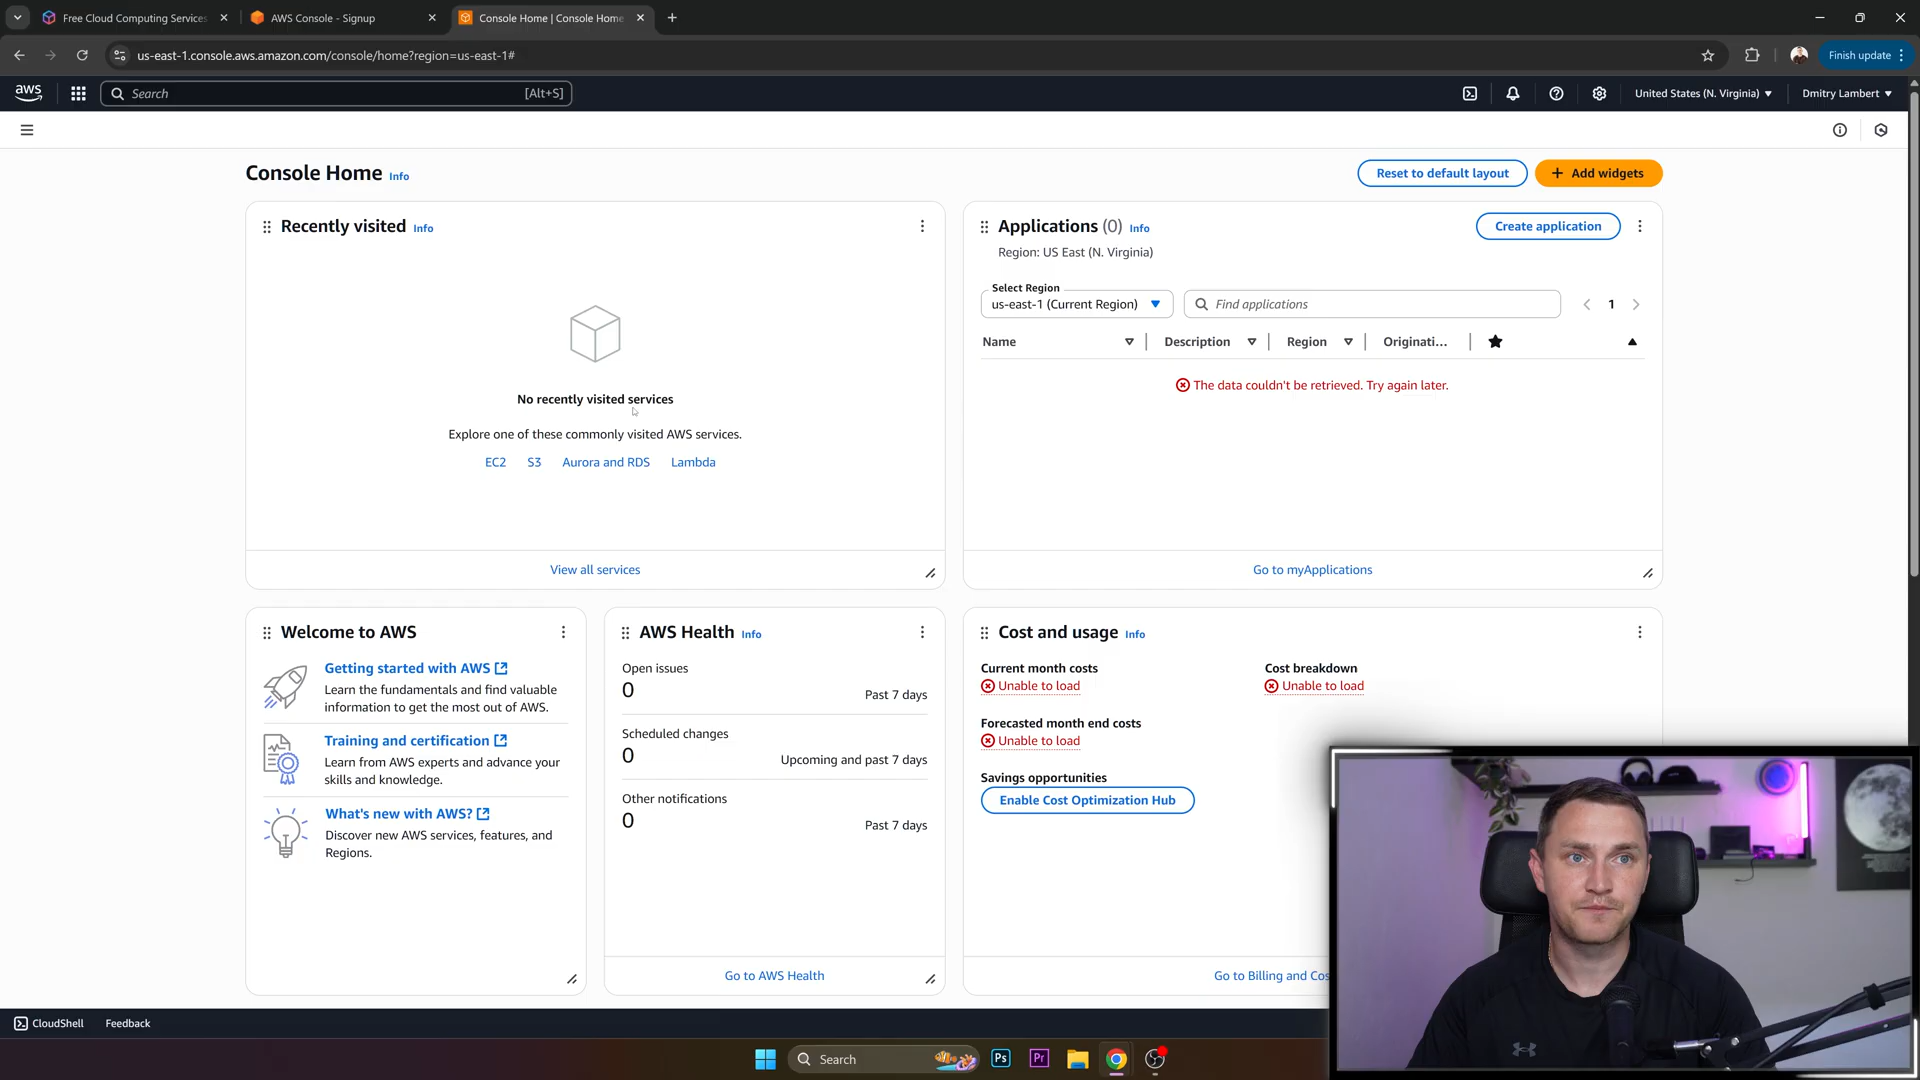 Free Cloud Computing Services
AWS Console - Signup
Console Home | Console Home
us-east-1.console.aws.amazon.com/console/home?region=us-east-1#
Finish update
aws
Search
[Alt+S]
United States (N. Virginia)
Dmitry Lambert
Console Home Info
Reset to default layout
Add widgets
Recently visited Info
No recently visited services
Explore one of these commonly visited AWS services.
EC2 S3 Aurora and RDS Lambda
View all services
Applications (0) Info
Create application
Region: US East (N. Virginia)
Select Region
us-east-1 (Current Region)
Find applications
1
Name Description Region Originati...
The data couldn't be retrieved. Try again later.
Go to myApplications
Welcome to AWS
Getting started with AWS
Learn the fundamentals and find valuable
information to get the most out of AWS.
Training and certification
Learn from AWS experts and advance your
skills and knowledge.
What's new with AWS?
Discover new AWS services, features, and
Regions.
AWS Health Info
Open issues
0
Past 7 days
Scheduled changes
0
Upcoming and past 7 days
Other notifications
0
Past 7 days
Go to AWS Health
Cost and usage Info
Current month costs
Unable to load
Cost breakdown
Unable to load
Forecasted month end costs
Unable to load
Savings opportunities
Enable Cost Optimization Hub
Go to Billing and Cos
CloudShell
Feedback
Search
Ps
Pr